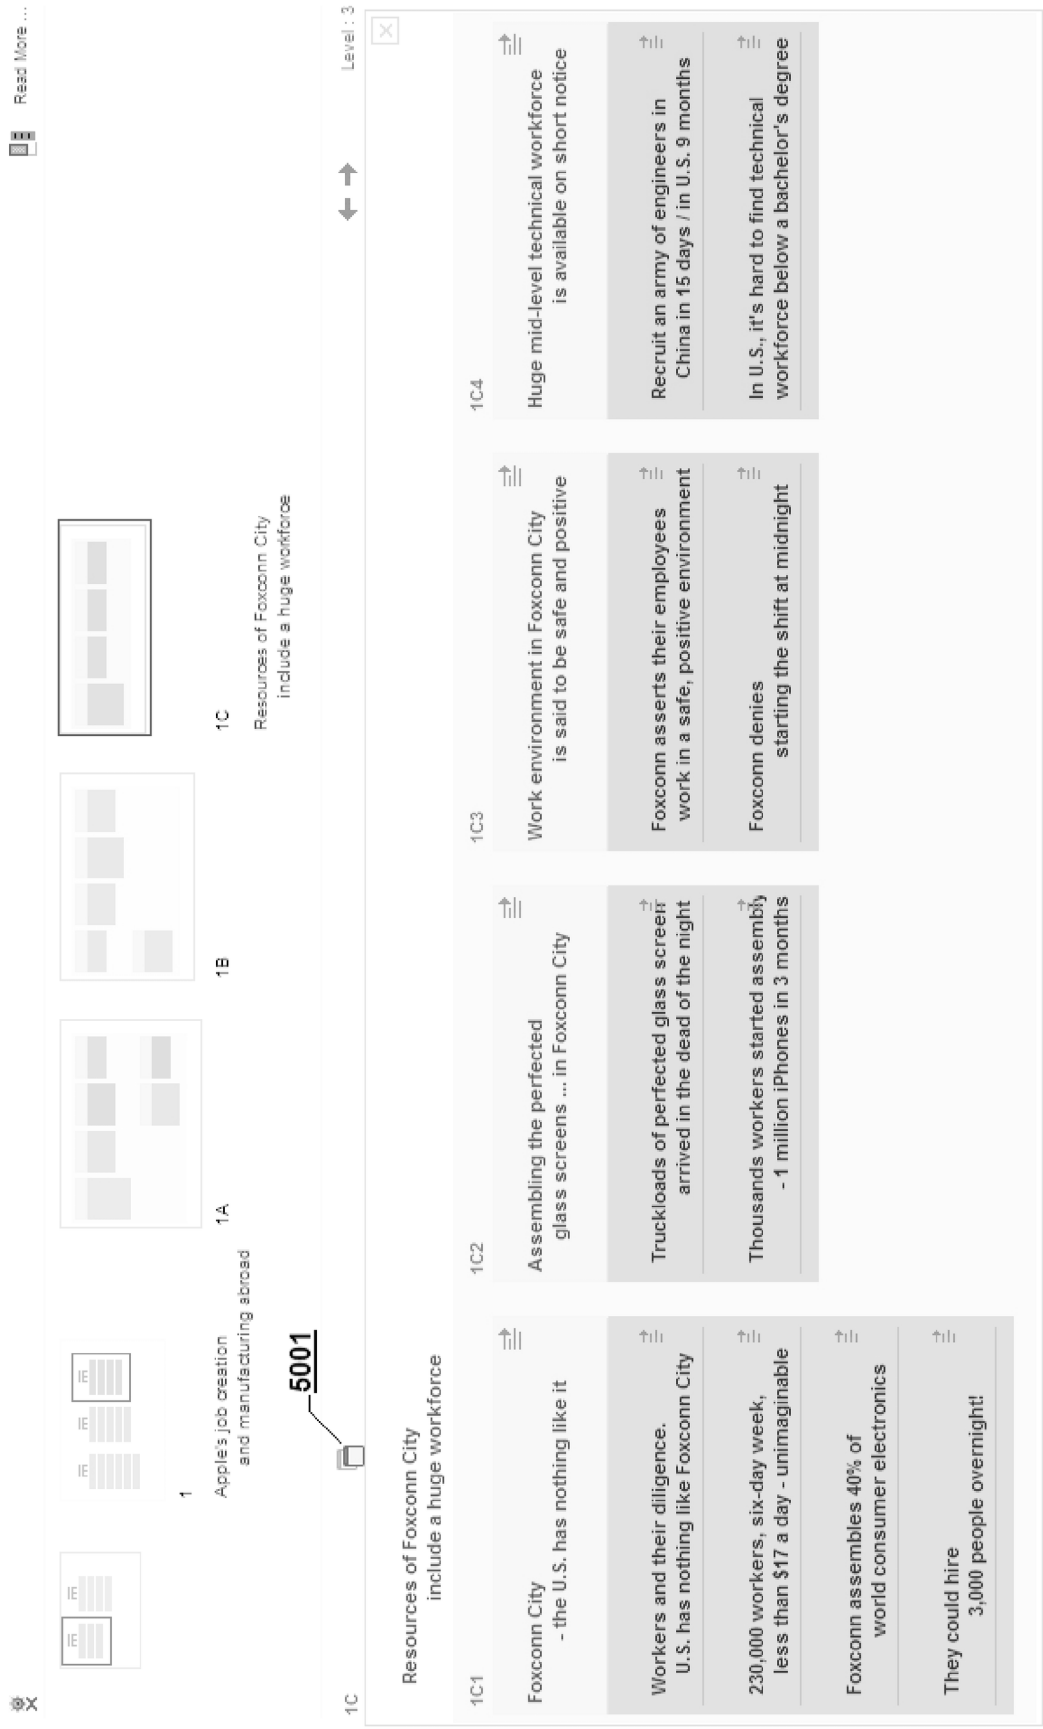 Read More ...
IE
IE
IE
IE
IE
1
Apple's job creation
and manufacturing abroad
1A
1B
1C
Resources of Foxconn City
include a huge workforce
5001
1C
Level : 3
Resources of Foxconn City
include a huge workforce
1C1
Foxconn City
- the U.S. has nothing like it
Workers and their diligence.
U.S. has nothing like Foxconn City
230,000 workers, six-day week,
less than $17 a day - unimaginable
Foxconn assembles 40% of
world consumer electronics
They could hire
3,000 people overnight!
1C2
Assembling the perfected
glass screens ... in Foxconn City
Truckloads of perfected glass screen
arrived in the dead of the night
Thousands workers started assembly
- 1 million iPhones in 3 months
1C3
Work environment in Foxconn City
is said to be safe and positive
Foxconn asserts their employees
work in a safe, positive environment
Foxconn denies
starting the shift at midnight
1C4
Huge mid-level technical workforce
is available on short notice
Recruit an army of engineers in
China in 15 days / in U.S. 9 months
In U.S., it's hard to find technical
workforce below a bachelor's degree